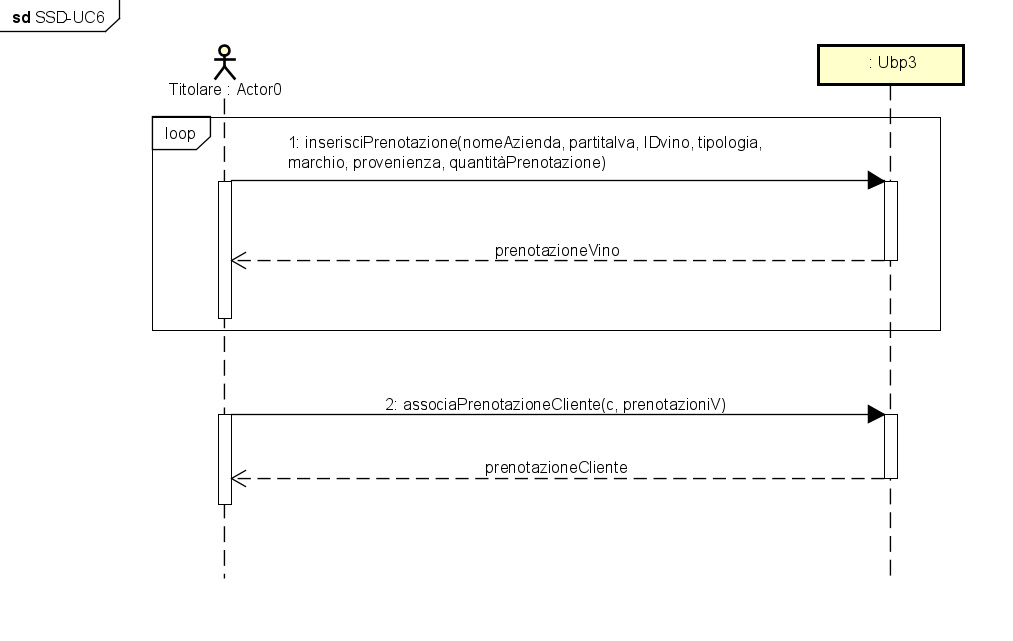 sd SSD-UC6
Titolare : Actor0
: Ubp3
loop
1: inserisciPrenotazione(nomeAzienda, partitaIva, IDvino, tipologia,
marchio, provenienza, quantitàPrenotazione)
prenotazioneVino
2: associaPrenotazioneCliente(c, prenotazioniV)
prenotazioneCliente